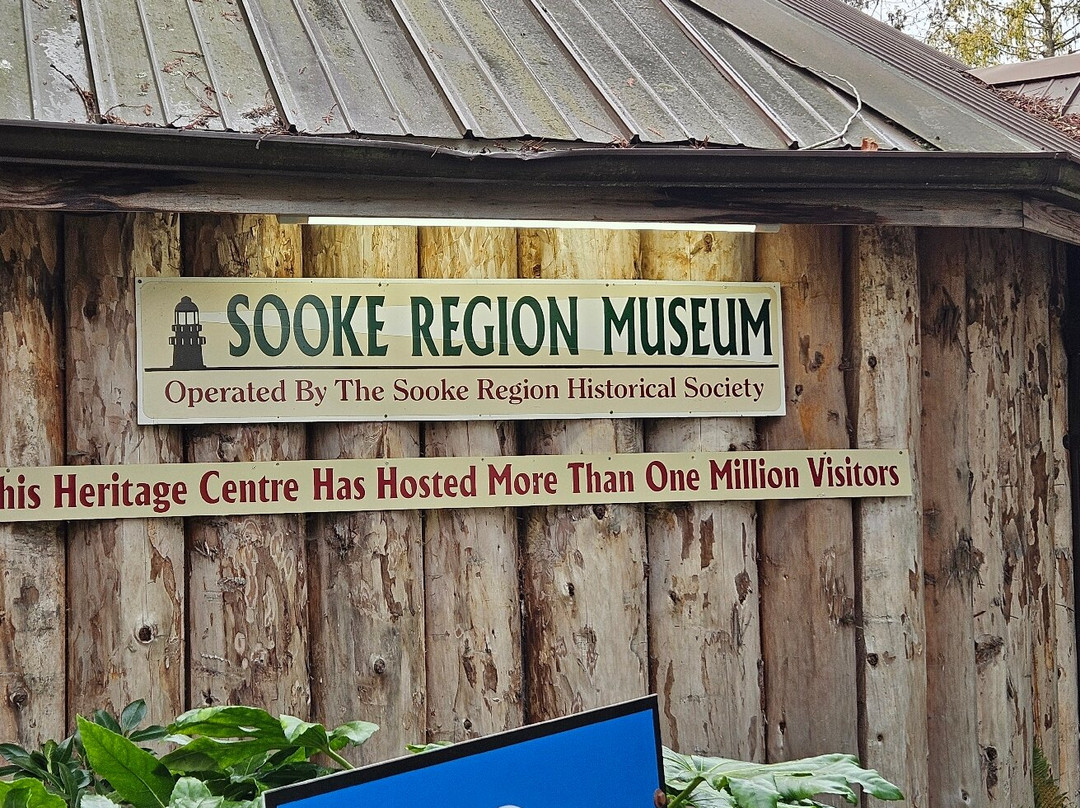 SOOKE REGION MUSEUM
Operated By The Sooke Region Historical Society
his Heritage Centre Has Hosted More Than One Million Visitors